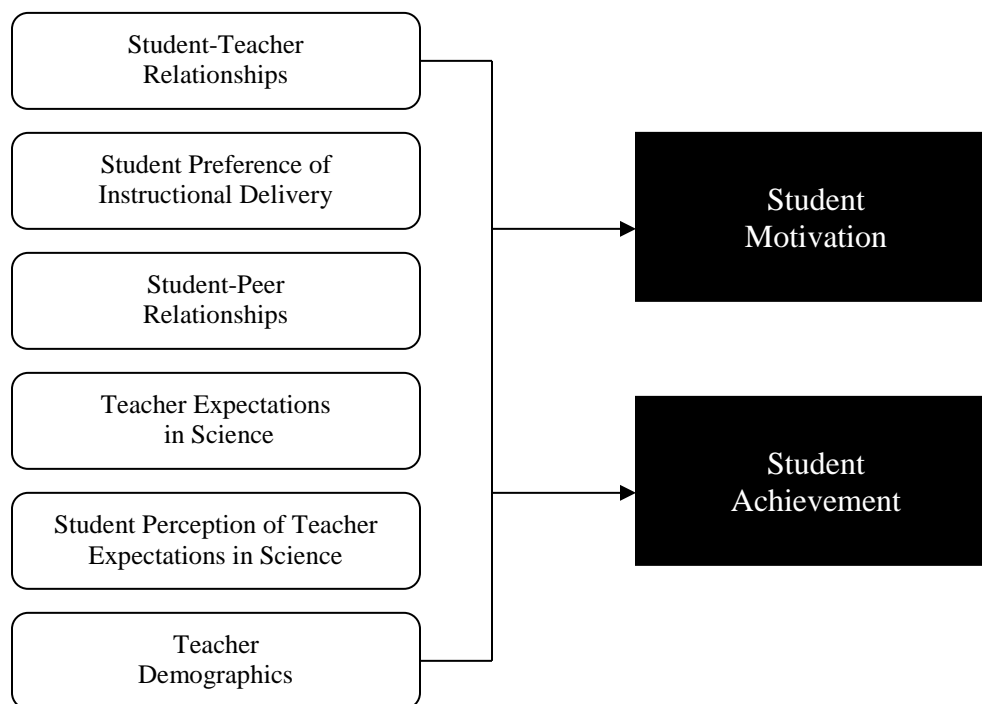 Student-Teacher
Relationships
Student Preference of
Instructional Delivery
Student-Peer
Relationships
Teacher Expectations
in Science
Student Perception of Teacher
Expectations in Science
Teacher
Demographics
Student
Motivation
Student
Achievement